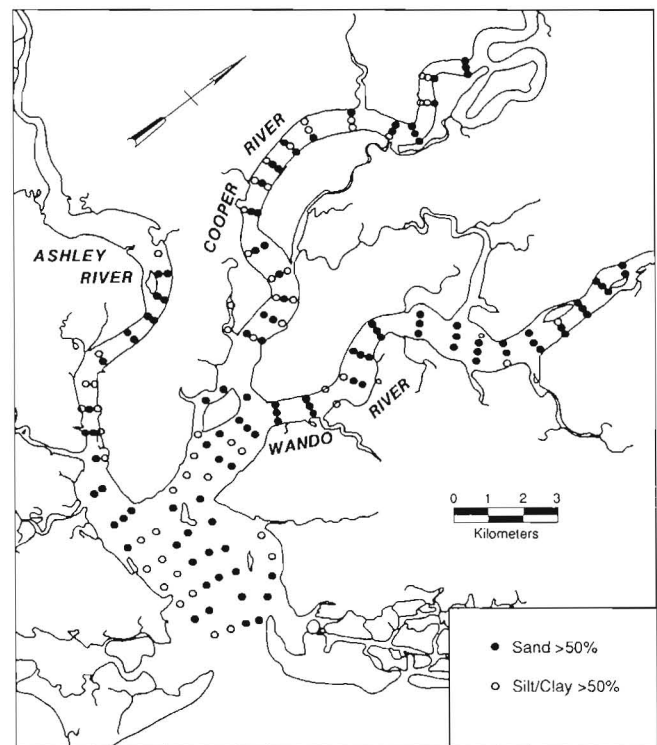 COOPER RIVER
ASHLEY
RIVER
WANDO RIVER
0 1 2 3
Kilometers
● Sand >50%
○ Silt/Clay >50%